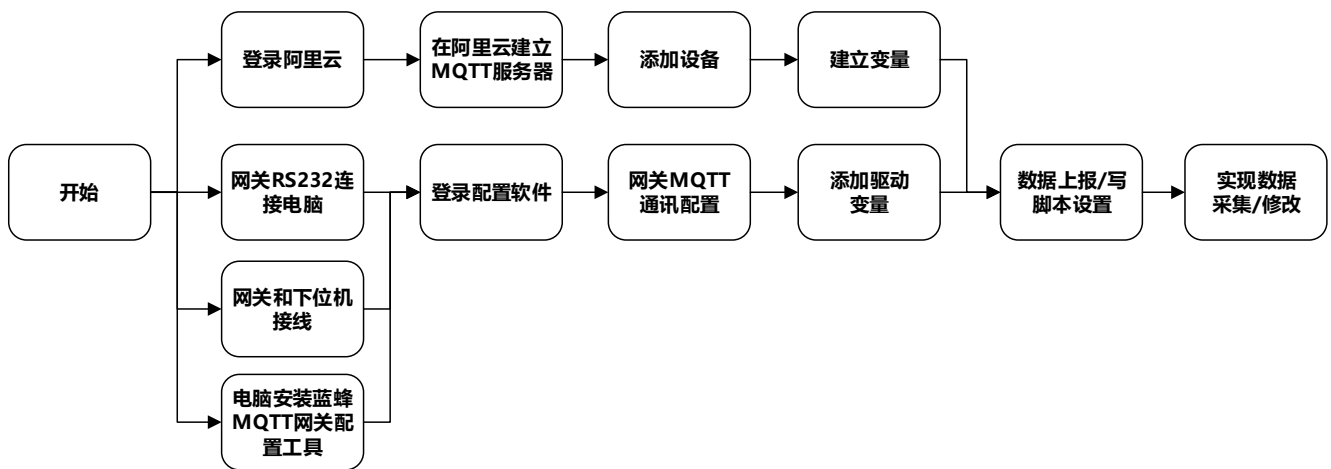 登录阿里云
在阿里云建立
MQTT服务器
添加设备
建立变量
开始
网关RS232连
接电脑
登录配置软件
网关MQTT
通讯配置
添加驱动
变量
数据上报/写
脚本设置
实现数据
采集/修改
网关和下位机
接线
电脑安装蓝蜂
MQTT网关配
置工具